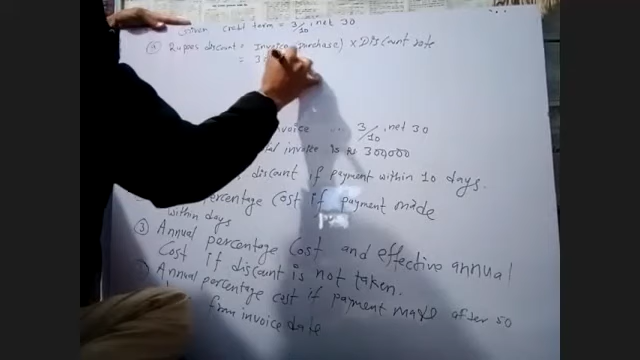 Given credit term = 3/10, net 30
(a) Rupees discount = Invoice (purchase) x Discount rate
= 30
invoice ... 3/10, net 30
invoice is Rs 300,000
discount if payment within 10 days.
percentage cost if payment made
within days
(3) Annual percentage cost and effective annual
cost if discount is not taken.
Annual percentage cost if payment made after 50
from invoice date